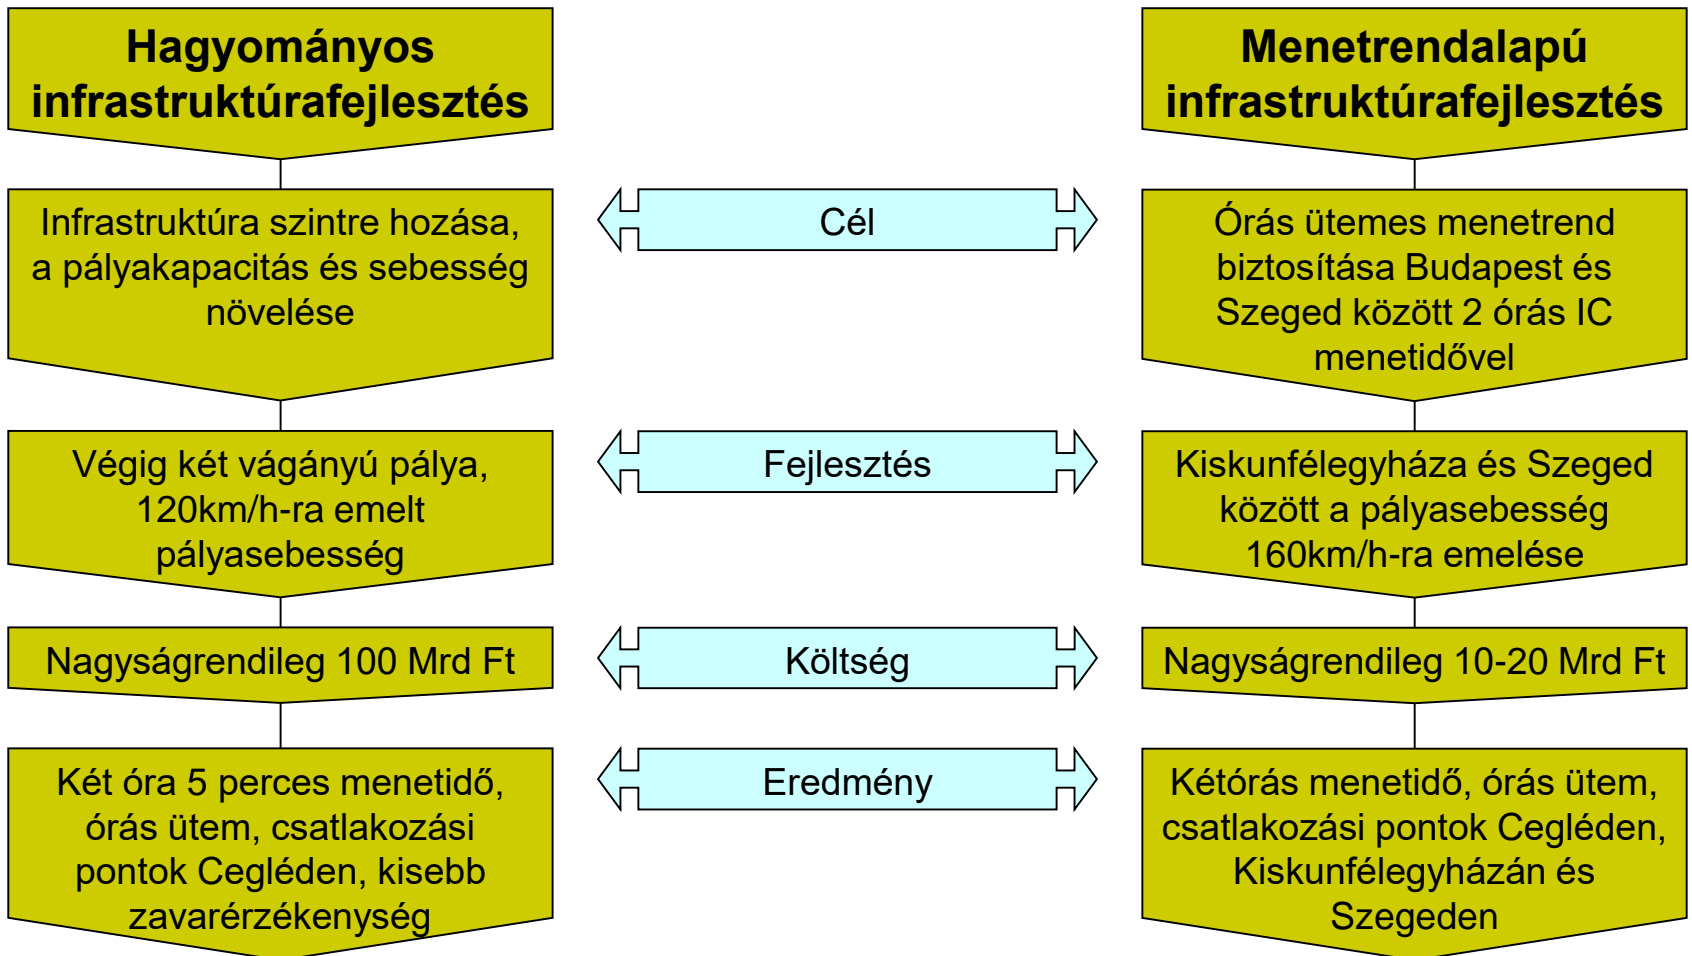 Hagyományos
infrastruktúrafejlesztés
Menetrendalapú
infrastruktúrafejlesztés
Infrastruktúra szintre hozása,
a pályakapacitás és sebesség
növelése
Cél
Órás ütemes menetrend
biztosítása Budapest és
Szeged között 2 órás IC
menetidővel
Végig két vágányú pálya,
120km/h-ra emelt
pályasebesség
Fejlesztés
Kiskunfélegyháza és Szeged
között a pályasebesség
160km/h-ra emelése
Nagyságrendileg 100 Mrd Ft
Költség
Nagyságrendileg 10-20 Mrd Ft
Két óra 5 perces menetidő,
órás ütem, csatlakozási
pontok Cegléden, kisebb
zavarérzékenység
Eredmény
Kétórás menetidő, órás ütem,
csatlakozási pontok Cegléden,
Kiskunfélegyházán és
Szegeden